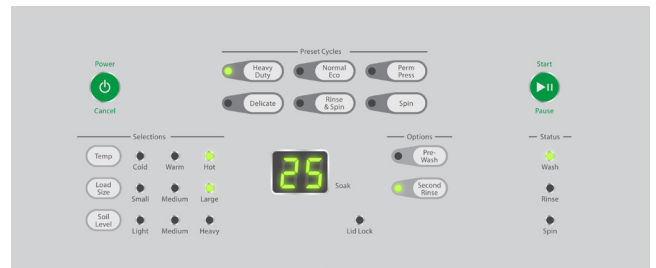 Preset Cycles
Power
Cancel
Heavy
Duty
Normal
Eco
Perm
Press
Delicate
Rinse
& Spin
Spin
Start
Pause
Selections
Temp
Cold
Warm
Hot
Load
Size
Small
Medium
Large
Soil
Level
Light
Medium
Heavy
25
Soak
Lid Lock
Options
Pre-
Wash
Second
Rinse
Status
Wash
Rinse
Spin